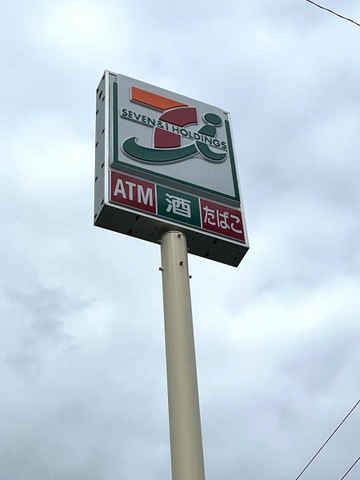 SEVEN & i HOLDINGS
ATM 酒 たばこ